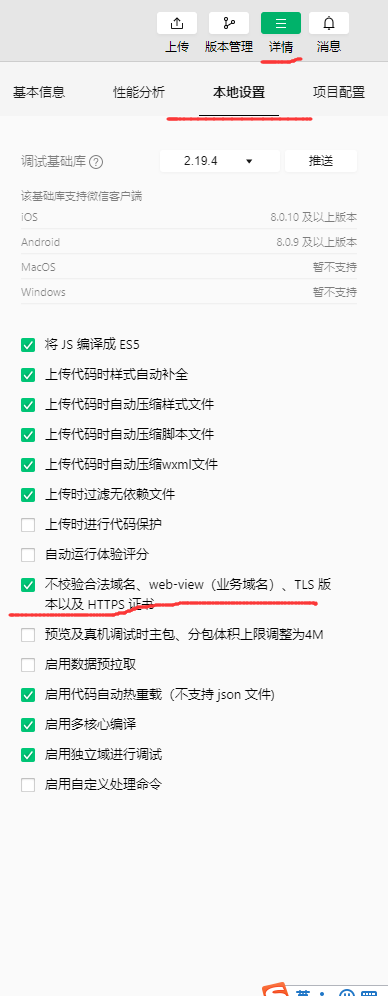 上传 版本管理 详情 消息
基本信息 性能分析 本地设置 项目配置
调试基础库 ? 2.19.4 推送
该基础库支持微信客户端
iOS 8.0.10 及以上版本
Android 8.0.9 及以上版本
MacOS 暂不支持
Windows 暂不支持
将 JS 编译成 ES5
上传代码时样式自动补全
上传代码时自动压缩样式文件
上传代码时自动压缩脚本文件
上传代码时自动压缩wxml文件
上传时过滤无依赖文件
上传时进行代码保护
自动运行体验评分
不校验合法域名、web-view（业务域名）、TLS 版
本以及 HTTPS 证书
预览及真机调试时主包、分包体积上限调整为4M
启用数据预拉取
启用代码自动热重载（不支持 json 文件)
启用多核心编译
启用独立域进行调试
启用自定义处理命令